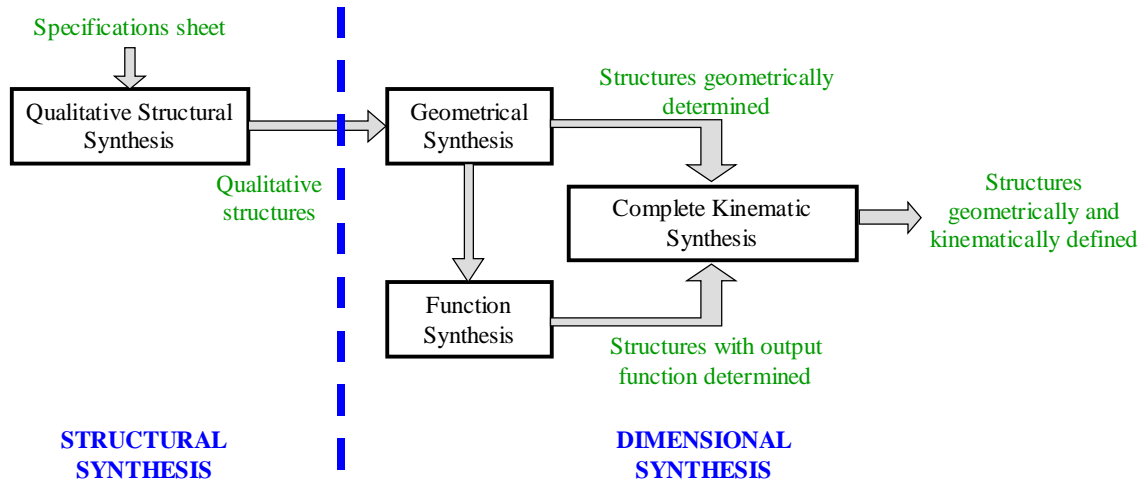 Specifications sheet
Qualitative Structural
Synthesis
Qualitative
structures
Geometrical
Synthesis
Structures geometrically
determined
Complete Kinematic
Synthesis
Structures
geometrically and
kinematically defined
Function
Synthesis
Structures with output
function determined
STRUCTURAL
SYNTHESIS
DIMENSIONAL
SYNTHESIS